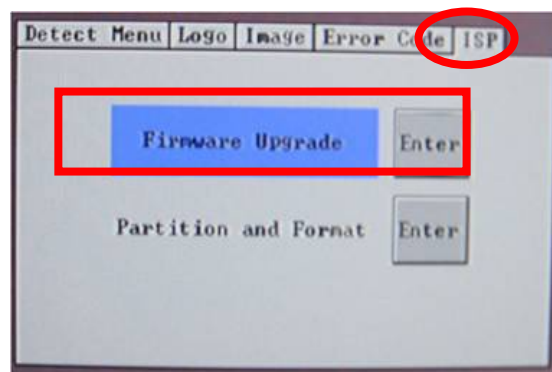 Detect Menu Logo Image Error Code ISP
Firmware Upgrade Enter
Partition and Format Enter